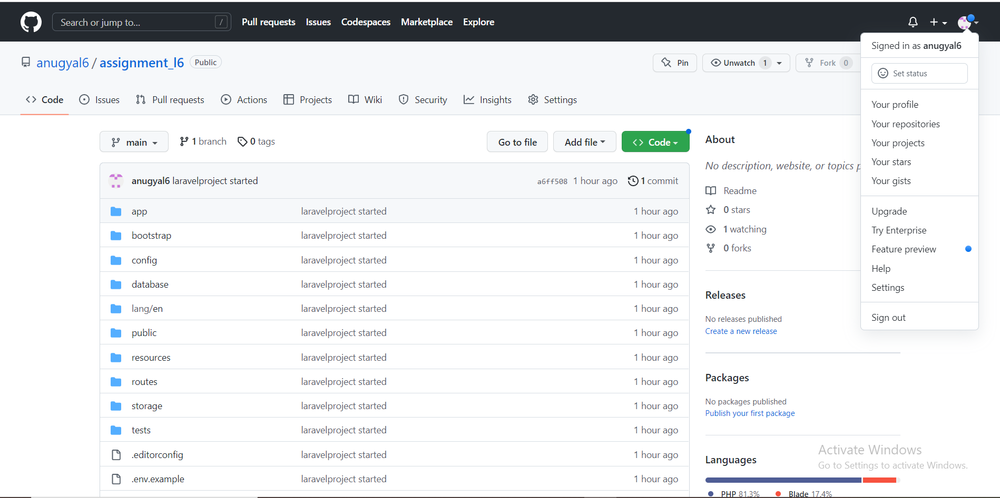 Search or jump to...
/
Pull requests
Issues
Codespaces
Marketplace
Explore
Signed in as anugyal6
Set status
Your profile
Your repositories
Your projects
Your stars
Your gists
Upgrade
Try Enterprise
Feature preview
Help
Settings
Sign out
anugyal6 / assignment_l6
Public
Pin
Unwatch 1
Fork 0
Code
Issues
Pull requests
Actions
Projects
Wiki
Security
Insights
Settings
main
1 branch
0 tags
Go to file
Add file
Code
anugyal6 laravelproject started
a6ff508 1 hour ago
1 commit
app laravelproject started 1 hour ago
bootstrap laravelproject started 1 hour ago
config laravelproject started 1 hour ago
database laravelproject started 1 hour ago
lang/en laravelproject started 1 hour ago
public laravelproject started 1 hour ago
resources laravelproject started 1 hour ago
routes laravelproject started 1 hour ago
storage laravelproject started 1 hour ago
tests laravelproject started 1 hour ago
.editorconfig laravelproject started 1 hour ago
.env.example laravelproject started 1 hour ago
About
No description, website, or topics p
Readme
0 stars
1 watching
0 forks
Releases
No releases published
Create a new release
Packages
No packages published
Publish your first package
Languages
PHP 81.3%
Blade 17.4%
Activate Windows
Go to Settings to activate Windows.